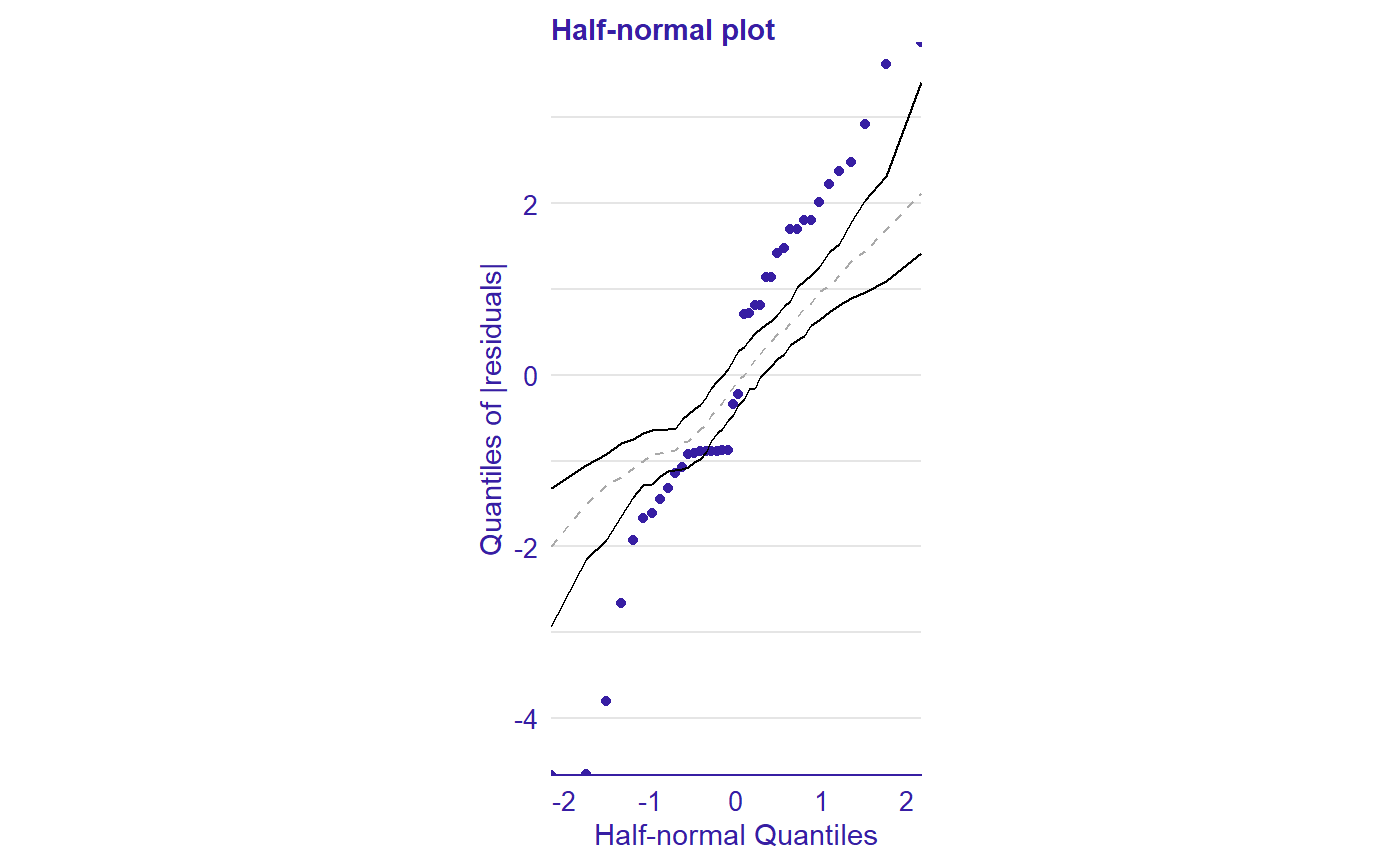 Half-normal plot
Quantiles of |residuals|
2
0
-2
-4
-2 -1 0 1 2
Half-normal Quantiles